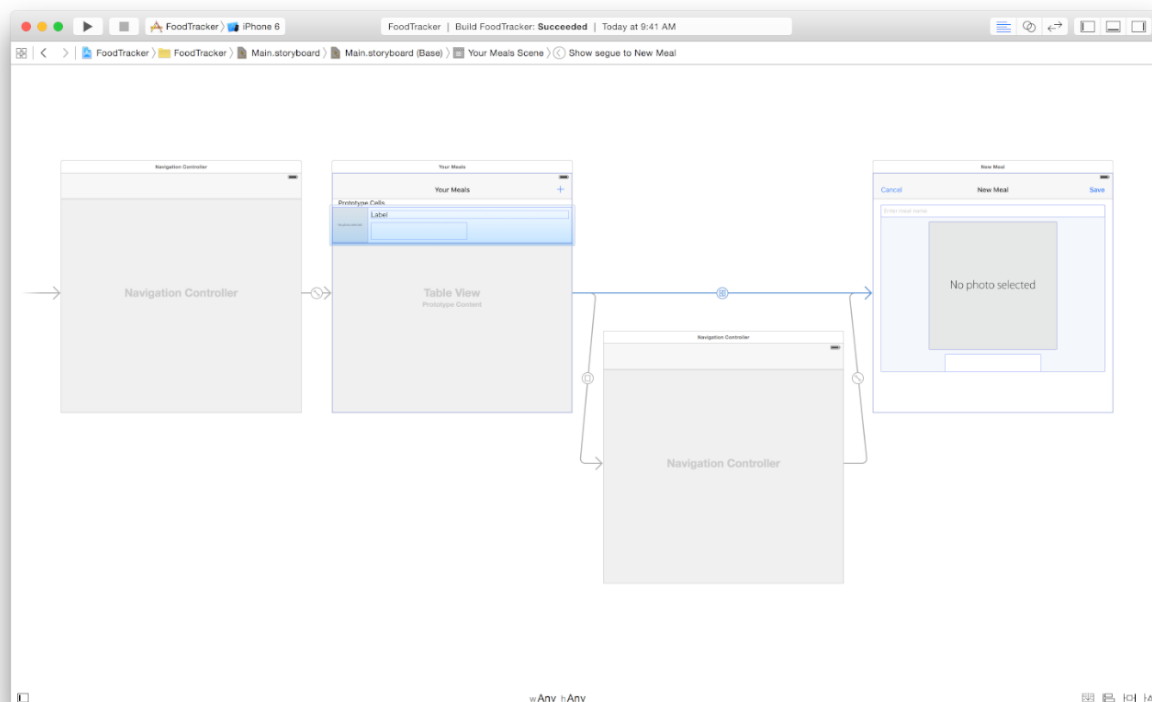 FoodTracker iPhone 6 FoodTracker | Build FoodTracker: Succeeded | Today at 9:41 AM
FoodTracker FoodTracker Main.storyboard Main.storyboard (Base) Your Meals Scene Show segue to New Meal
Navigation Controller
Navigation Controller
Your Meals
Your Meals +
Prototype Cells
Label
Table View
Prototype Content
Navigation Controller
Navigation Controller
New Meal
Cancel New Meal Save
Enter meal name
No photo selected
wAny hAny